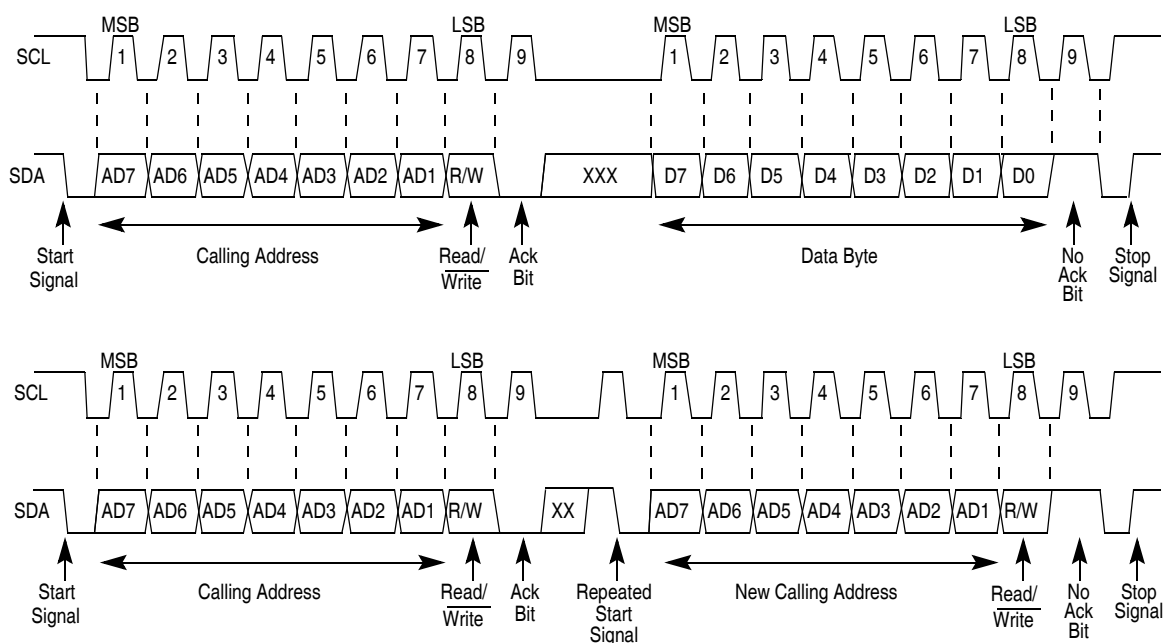 MSB LSB MSB LSB
SCL 1 2 3 4 5 6 7 8 9 1 2 3 4 5 6 7 8 9
SDA AD7 AD6 AD5 AD4 AD3 AD2 AD1 R/W XXX D7 D6 D5 D4 D3 D2 D1 D0
Start Calling Address Read/ Ack Data Byte No Stop
Signal Write Bit Ack Signal
Bit
MSB LSB MSB LSB
SCL 1 2 3 4 5 6 7 8 9 1 2 3 4 5 6 7 8 9
SDA AD7 AD6 AD5 AD4 AD3 AD2 AD1 R/W XX AD7 AD6 AD5 AD4 AD3 AD2 AD1 R/W
Start Calling Address Read/ Ack Repeated New Calling Address Read/ No Stop
Signal Write Bit Start Write Ack Signal
Signal Bit